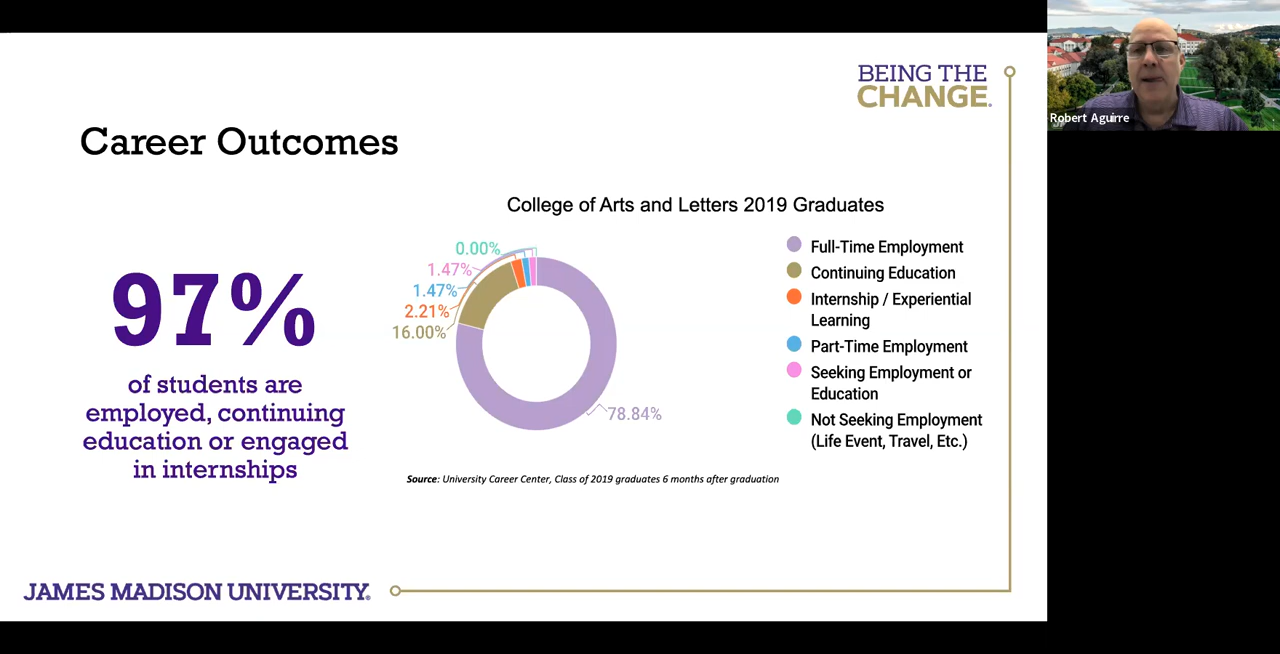 BEING THE
CHANGE.
Robert Aguirre
Career Outcomes
College of Arts and Letters 2019 Graduates
97%
of students are
employed, continuing
education or engaged
in internships
0.00%
1.47%
1.47%
2.21%
16.00%
78.84%
Full-Time Employment
Continuing Education
Internship / Experiential
Learning
Part-Time Employment
Seeking Employment or
Education
Not Seeking Employment
(Life Event, Travel, Etc.)
Source: University Career Center, Class of 2019 graduates 6 months after graduation
JAMES MADISON UNIVERSITY®